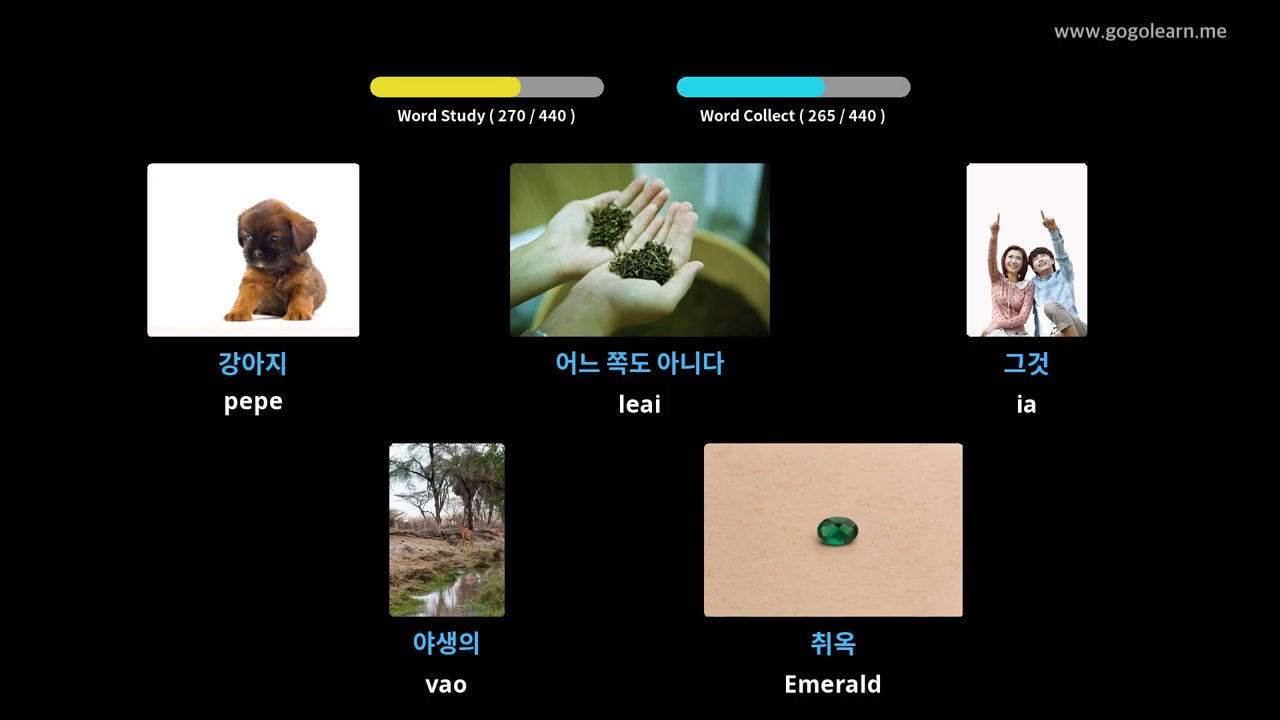 www.gogolearn.me
Word Study ( 270 / 440 )
Word Collect ( 265 / 440 )
강아지
pepe
어느 쪽도 아니다
leai
그것
ia
야생의
vao
취옥
Emerald